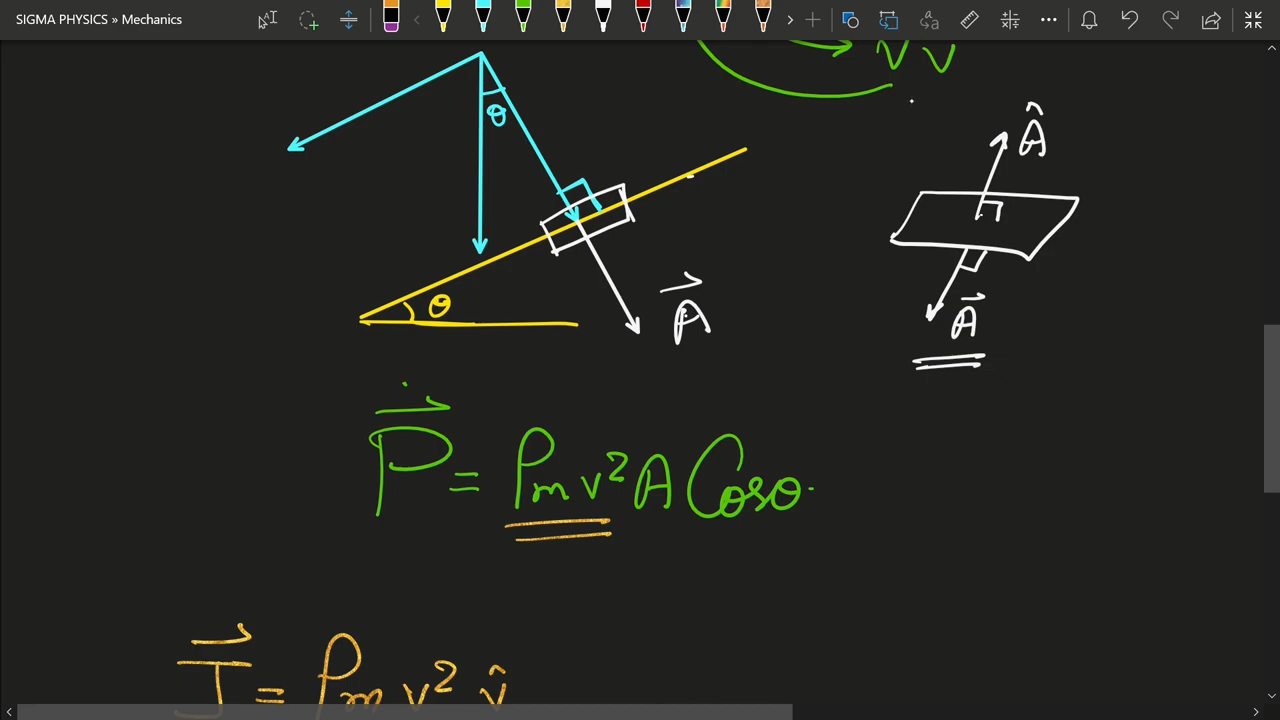 SIGMA PHYSICS » Mechanics
V V
θ
Â
θ
A⃗
A⃗
P⃗ = ρₘ v² A Cosθ
J⃗ = ρₘ v² v̂